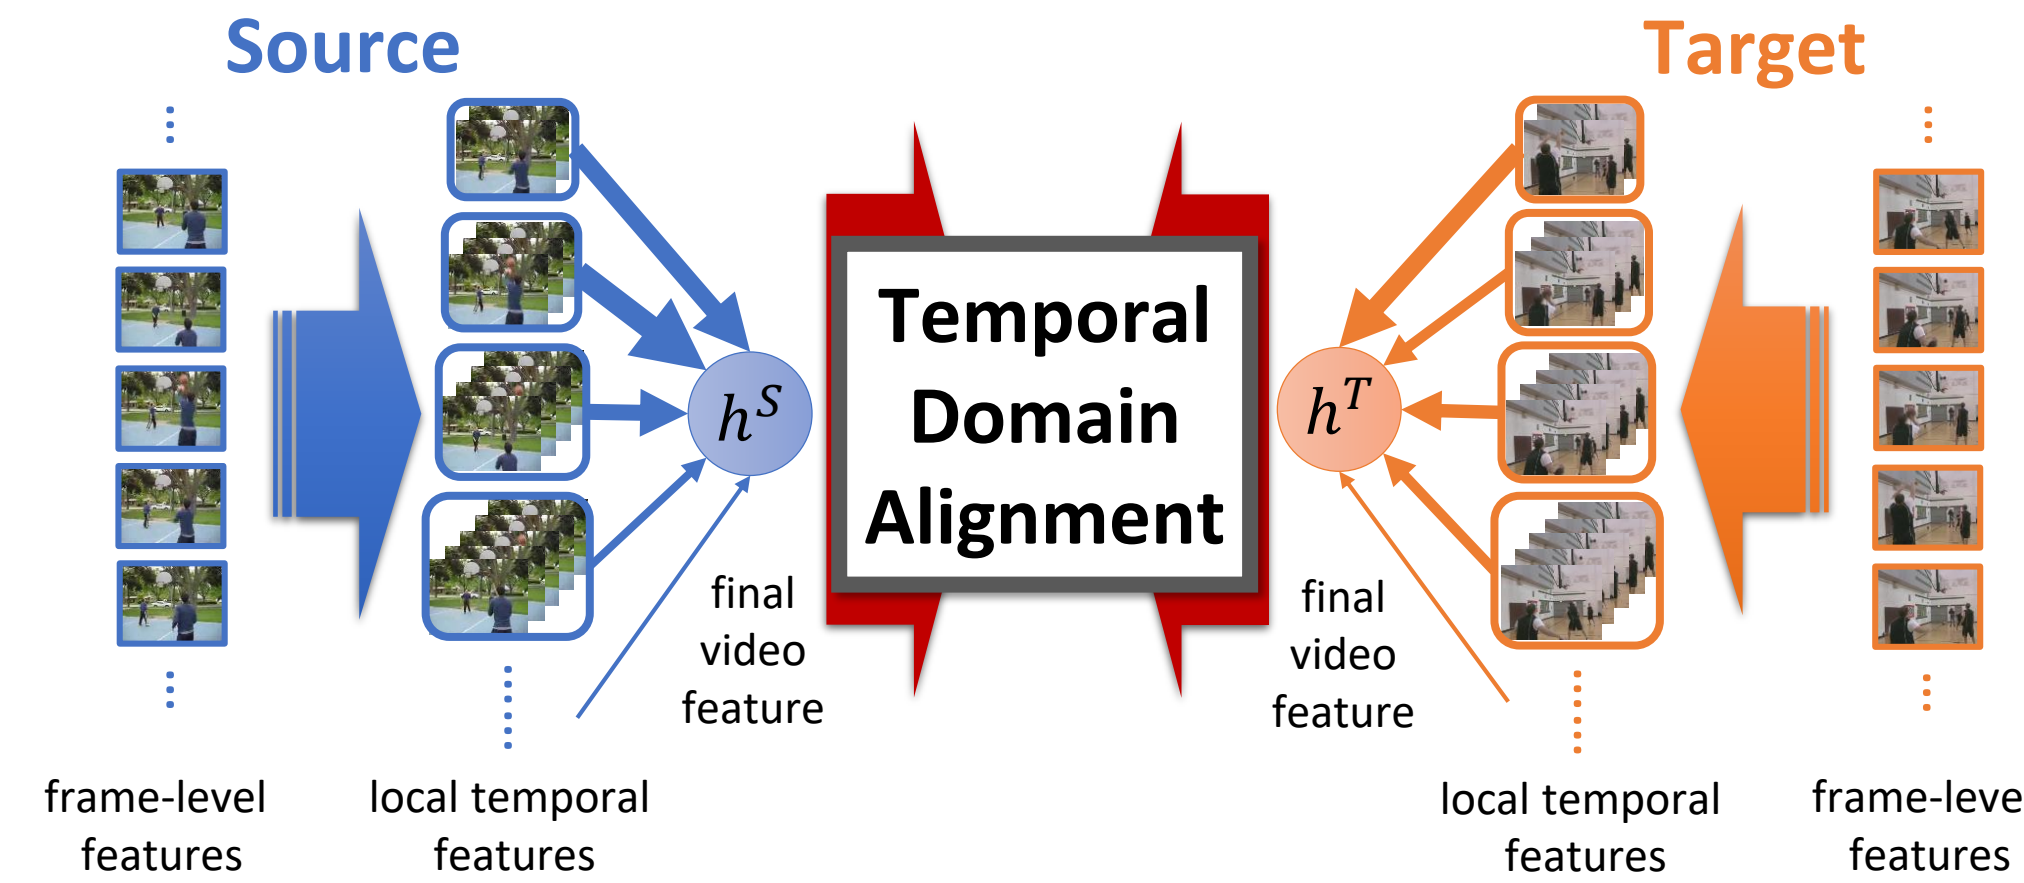 Source
Target
h^S
Temporal
Domain
Alignment
h^T
final
video
feature
final
video
feature
frame-level
features
local temporal
features
local temporal
features
frame-leve
features